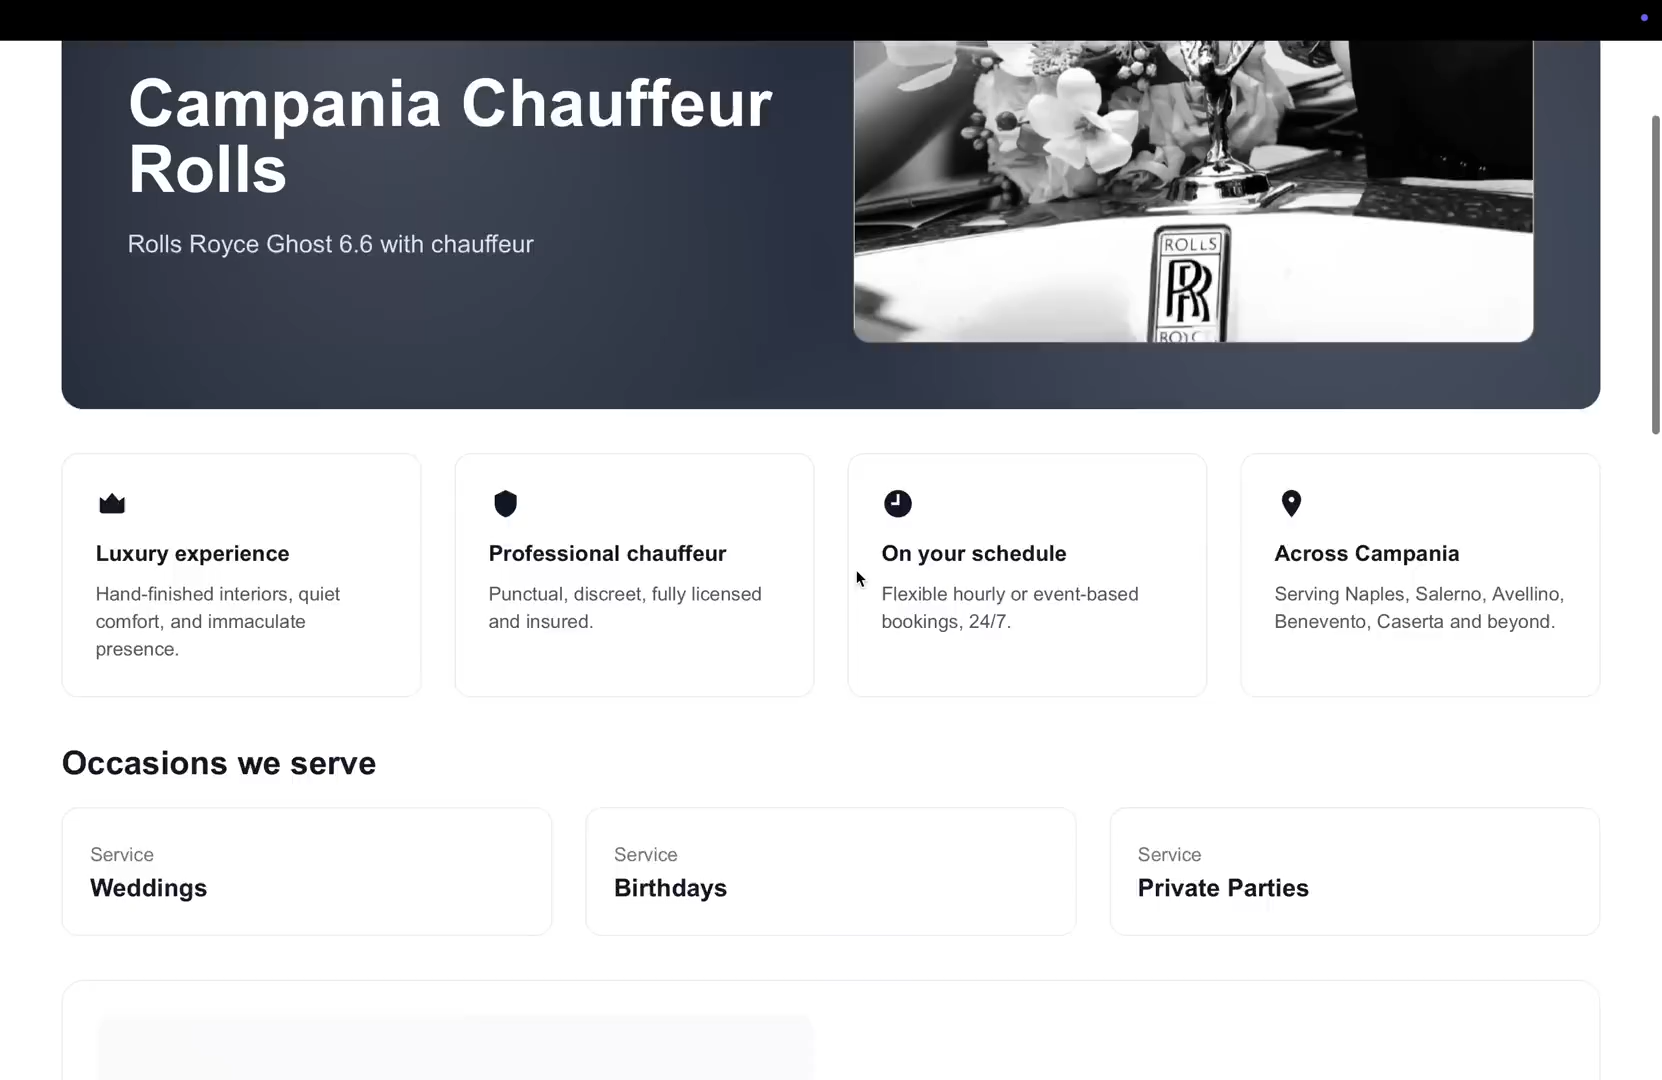 Campania Chauffeur
Rolls
Rolls Royce Ghost 6.6 with chauffeur
ROLLS
RR
ROYCE
Luxury experience
Hand-finished interiors, quiet
comfort, and immaculate
presence.
Professional chauffeur
Punctual, discreet, fully licensed
and insured.
On your schedule
Flexible hourly or event-based
bookings, 24/7.
Across Campania
Serving Naples, Salerno, Avellino,
Benevento, Caserta and beyond.
Occasions we serve
Service
Weddings
Service
Birthdays
Service
Private Parties